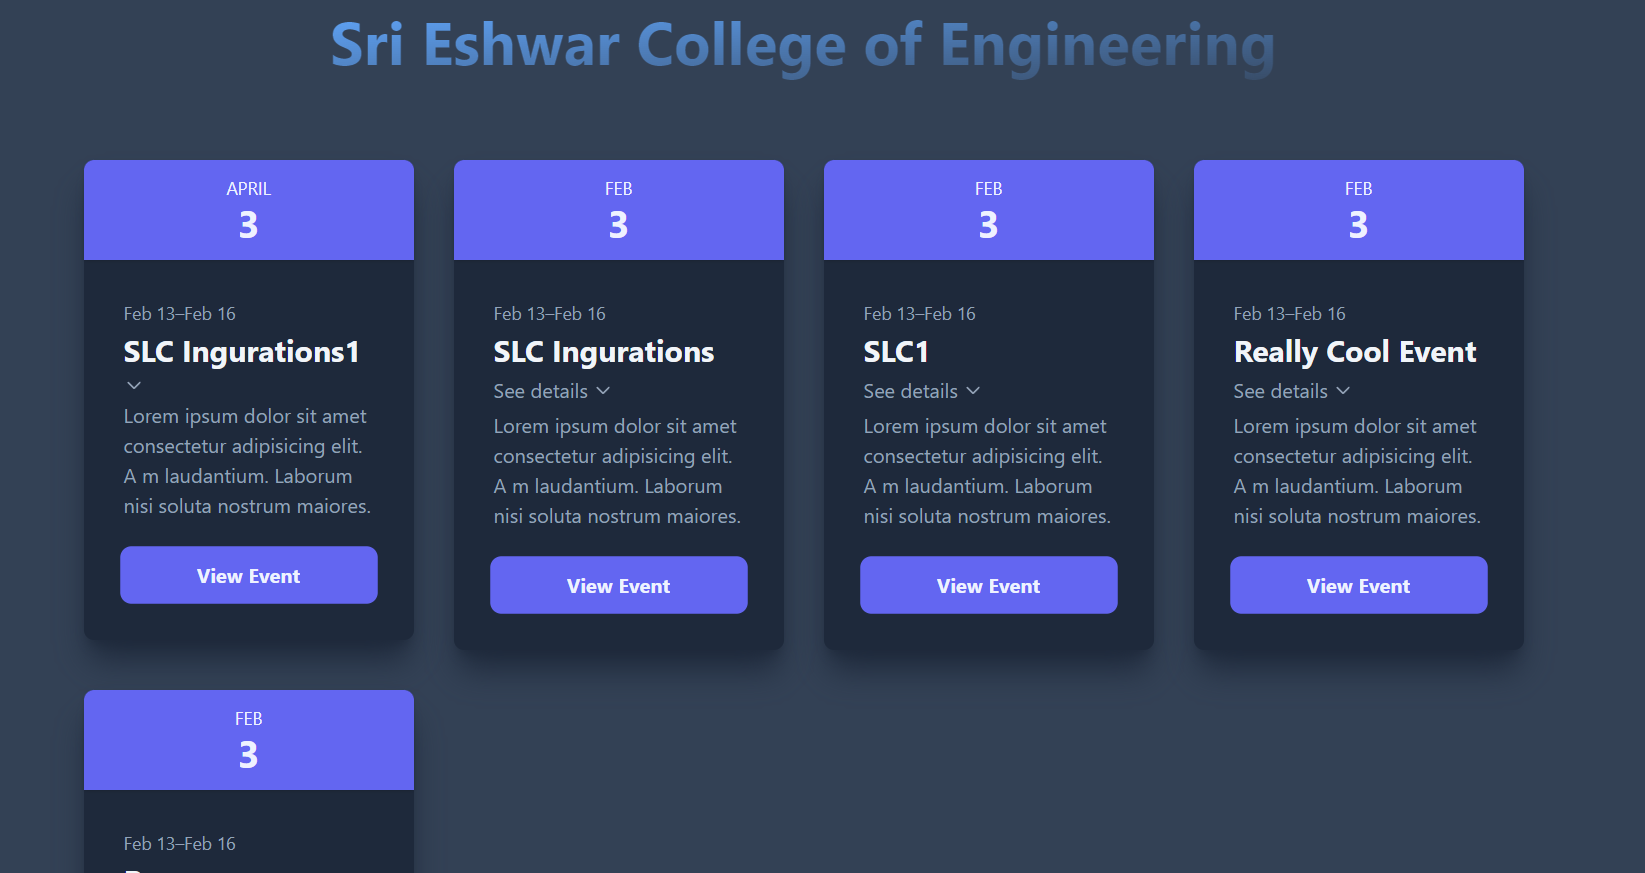 Sri Eshwar College of Engineering
APRIL
3
Feb 13–Feb 16
SLC Ingurations1
Lorem ipsum dolor sit amet
consectetur adipisicing elit.
A m laudantium. Laborum
nisi soluta nostrum maiores.
View Event
FEB
3
Feb 13–Feb 16
SLC Ingurations
See details
Lorem ipsum dolor sit amet
consectetur adipisicing elit.
A m laudantium. Laborum
nisi soluta nostrum maiores.
View Event
FEB
3
Feb 13–Feb 16
SLC1
See details
Lorem ipsum dolor sit amet
consectetur adipisicing elit.
A m laudantium. Laborum
nisi soluta nostrum maiores.
View Event
FEB
3
Feb 13–Feb 16
Really Cool Event
See details
Lorem ipsum dolor sit amet
consectetur adipisicing elit.
A m laudantium. Laborum
nisi soluta nostrum maiores.
View Event
FEB
3
Feb 13–Feb 16